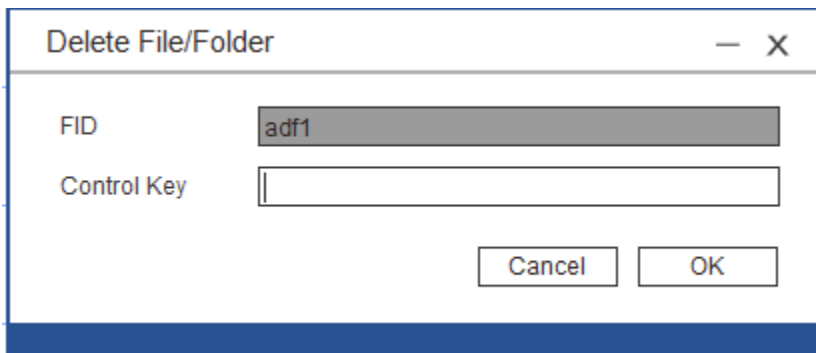 Delete File/Folder
FID
adf1
Control Key
Cancel
OK